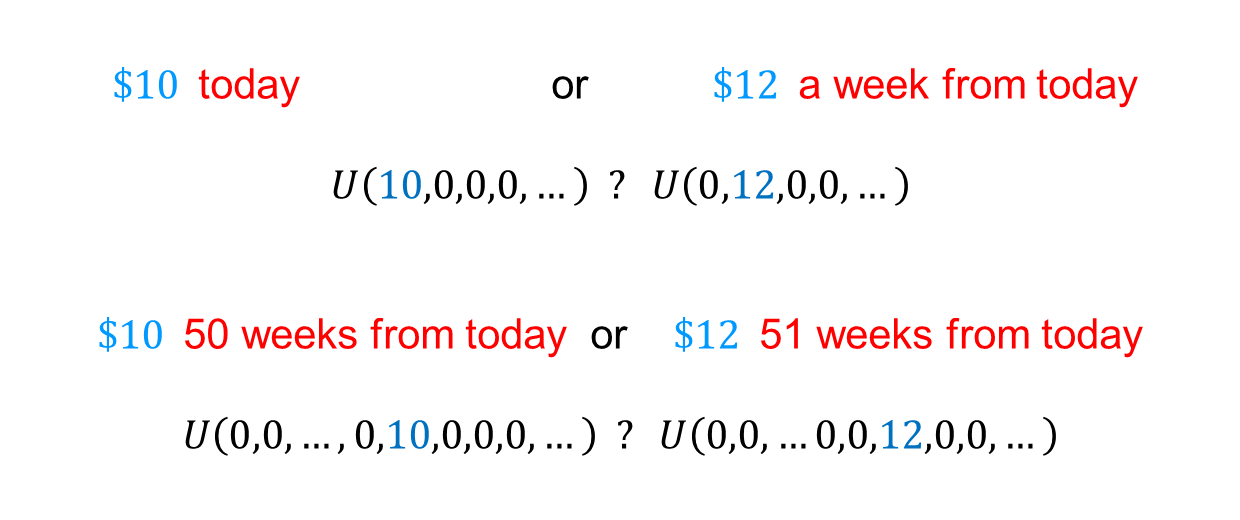 $10 today or $12 a week from today
U(10,0,0,0, … ) ? U(0,12,0,0, … )
$10 50 weeks from today or $12 51 weeks from today
U(0,0, … , 0,10,0,0,0, … ) ? U(0,0, … 0,0,12,0,0, … )